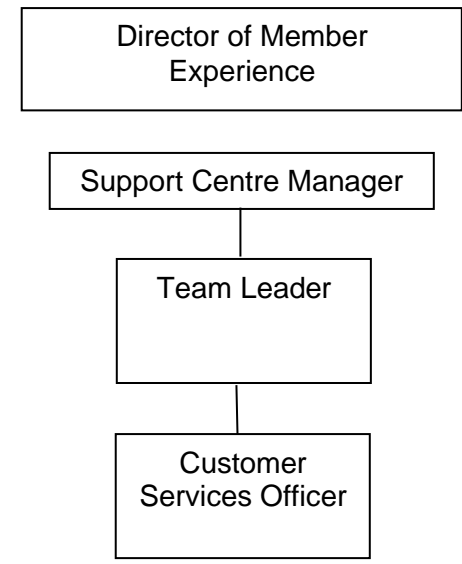 Director of Member
Experience
Support Centre Manager
Team Leader
Customer
Services Officer